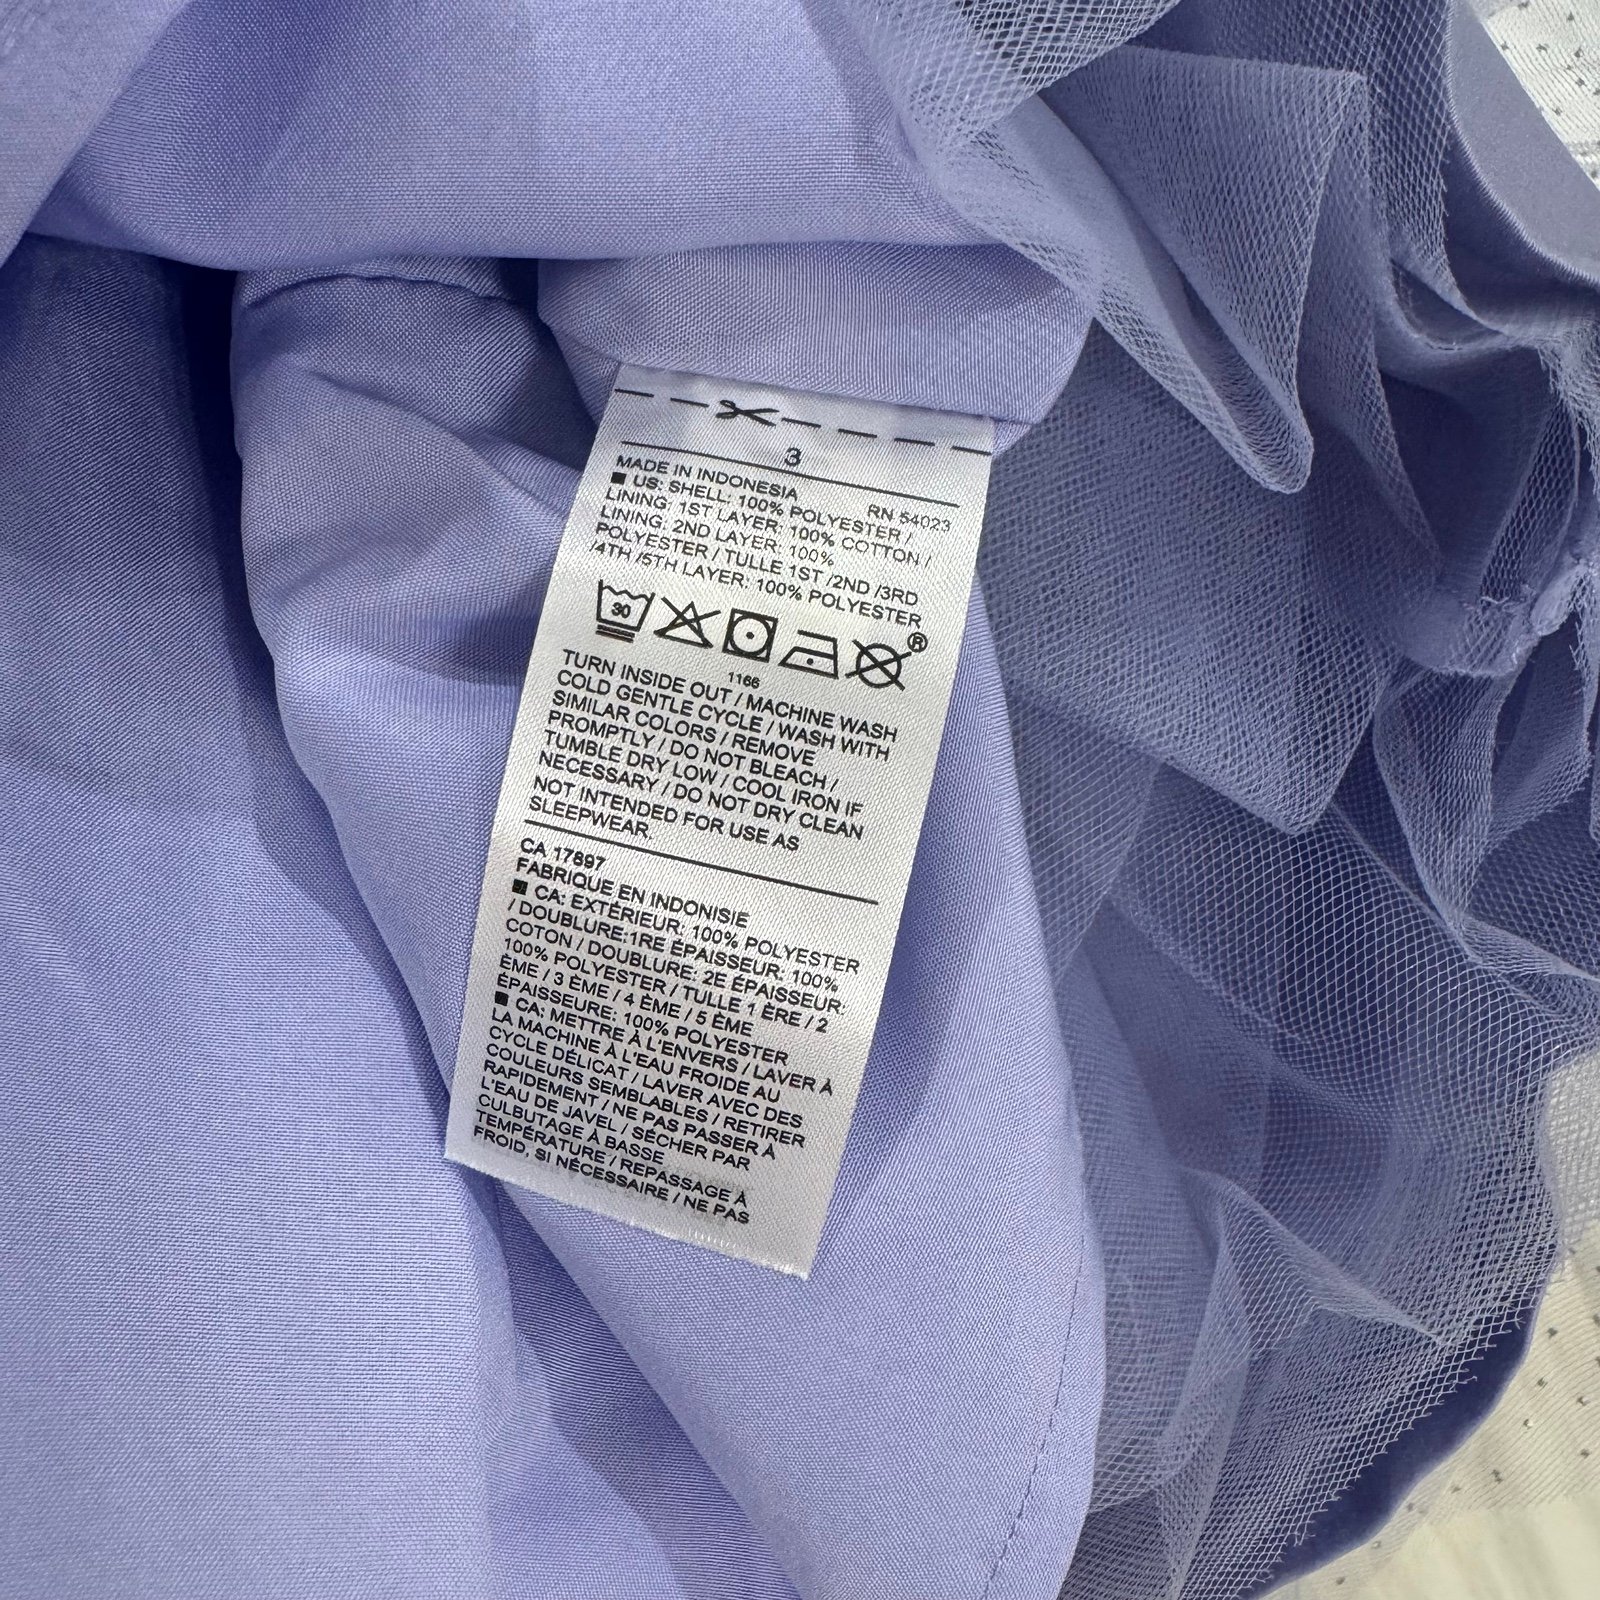 3
MADE IN INDONESIA
RN 54023
■ US: SHELL: 100% POLYESTER /
LINING: 1ST LAYER: 100% COTTON /
LINING: 2ND LAYER: 100%
POLYESTER / TULLE 1ST /2ND /3RD
/4TH /5TH LAYER: 100% POLYESTER
30
®
1166
TURN INSIDE OUT / MACHINE WASH
COLD GENTLE CYCLE / WASH WITH
SIMILAR COLORS / REMOVE
PROMPTLY / DO NOT BLEACH /
TUMBLE DRY LOW / COOL IRON IF
NECESSARY / DO NOT DRY CLEAN
NOT INTENDED FOR USE AS
SLEEPWEAR.
CA 17897
FABRIQUE EN INDONISIE
■ CA: EXTÉRIEUR: 100% POLYESTER
/ DOUBLURE:1RE ÉPAISSEUR: 100%
COTON / DOUBLURE: 2E ÉPAISSEUR:
100% POLYESTER / TULLE 1 ÈRE / 2
ÈME / 3 ÈME / 4 ÈME / 5 ÈME
ÉPAISSEURE: 100% POLYESTER
■ CA: METTRE À L'ENVERS / LAVER À
LA MACHINE À L'EAU FROIDE AU
CYCLE DÉLICAT / LAVER AVEC DES
COULEURS SEMBLABLES / RETIRER
RAPIDEMENT / NE PAS PASSER À
L'EAU DE JAVEL / SÉCHER PAR
CULBUTAGE À BASSE
TEMPÉRATURE / REPASSAGE À
FROID, SI NÉCESSAIRE / NE PAS